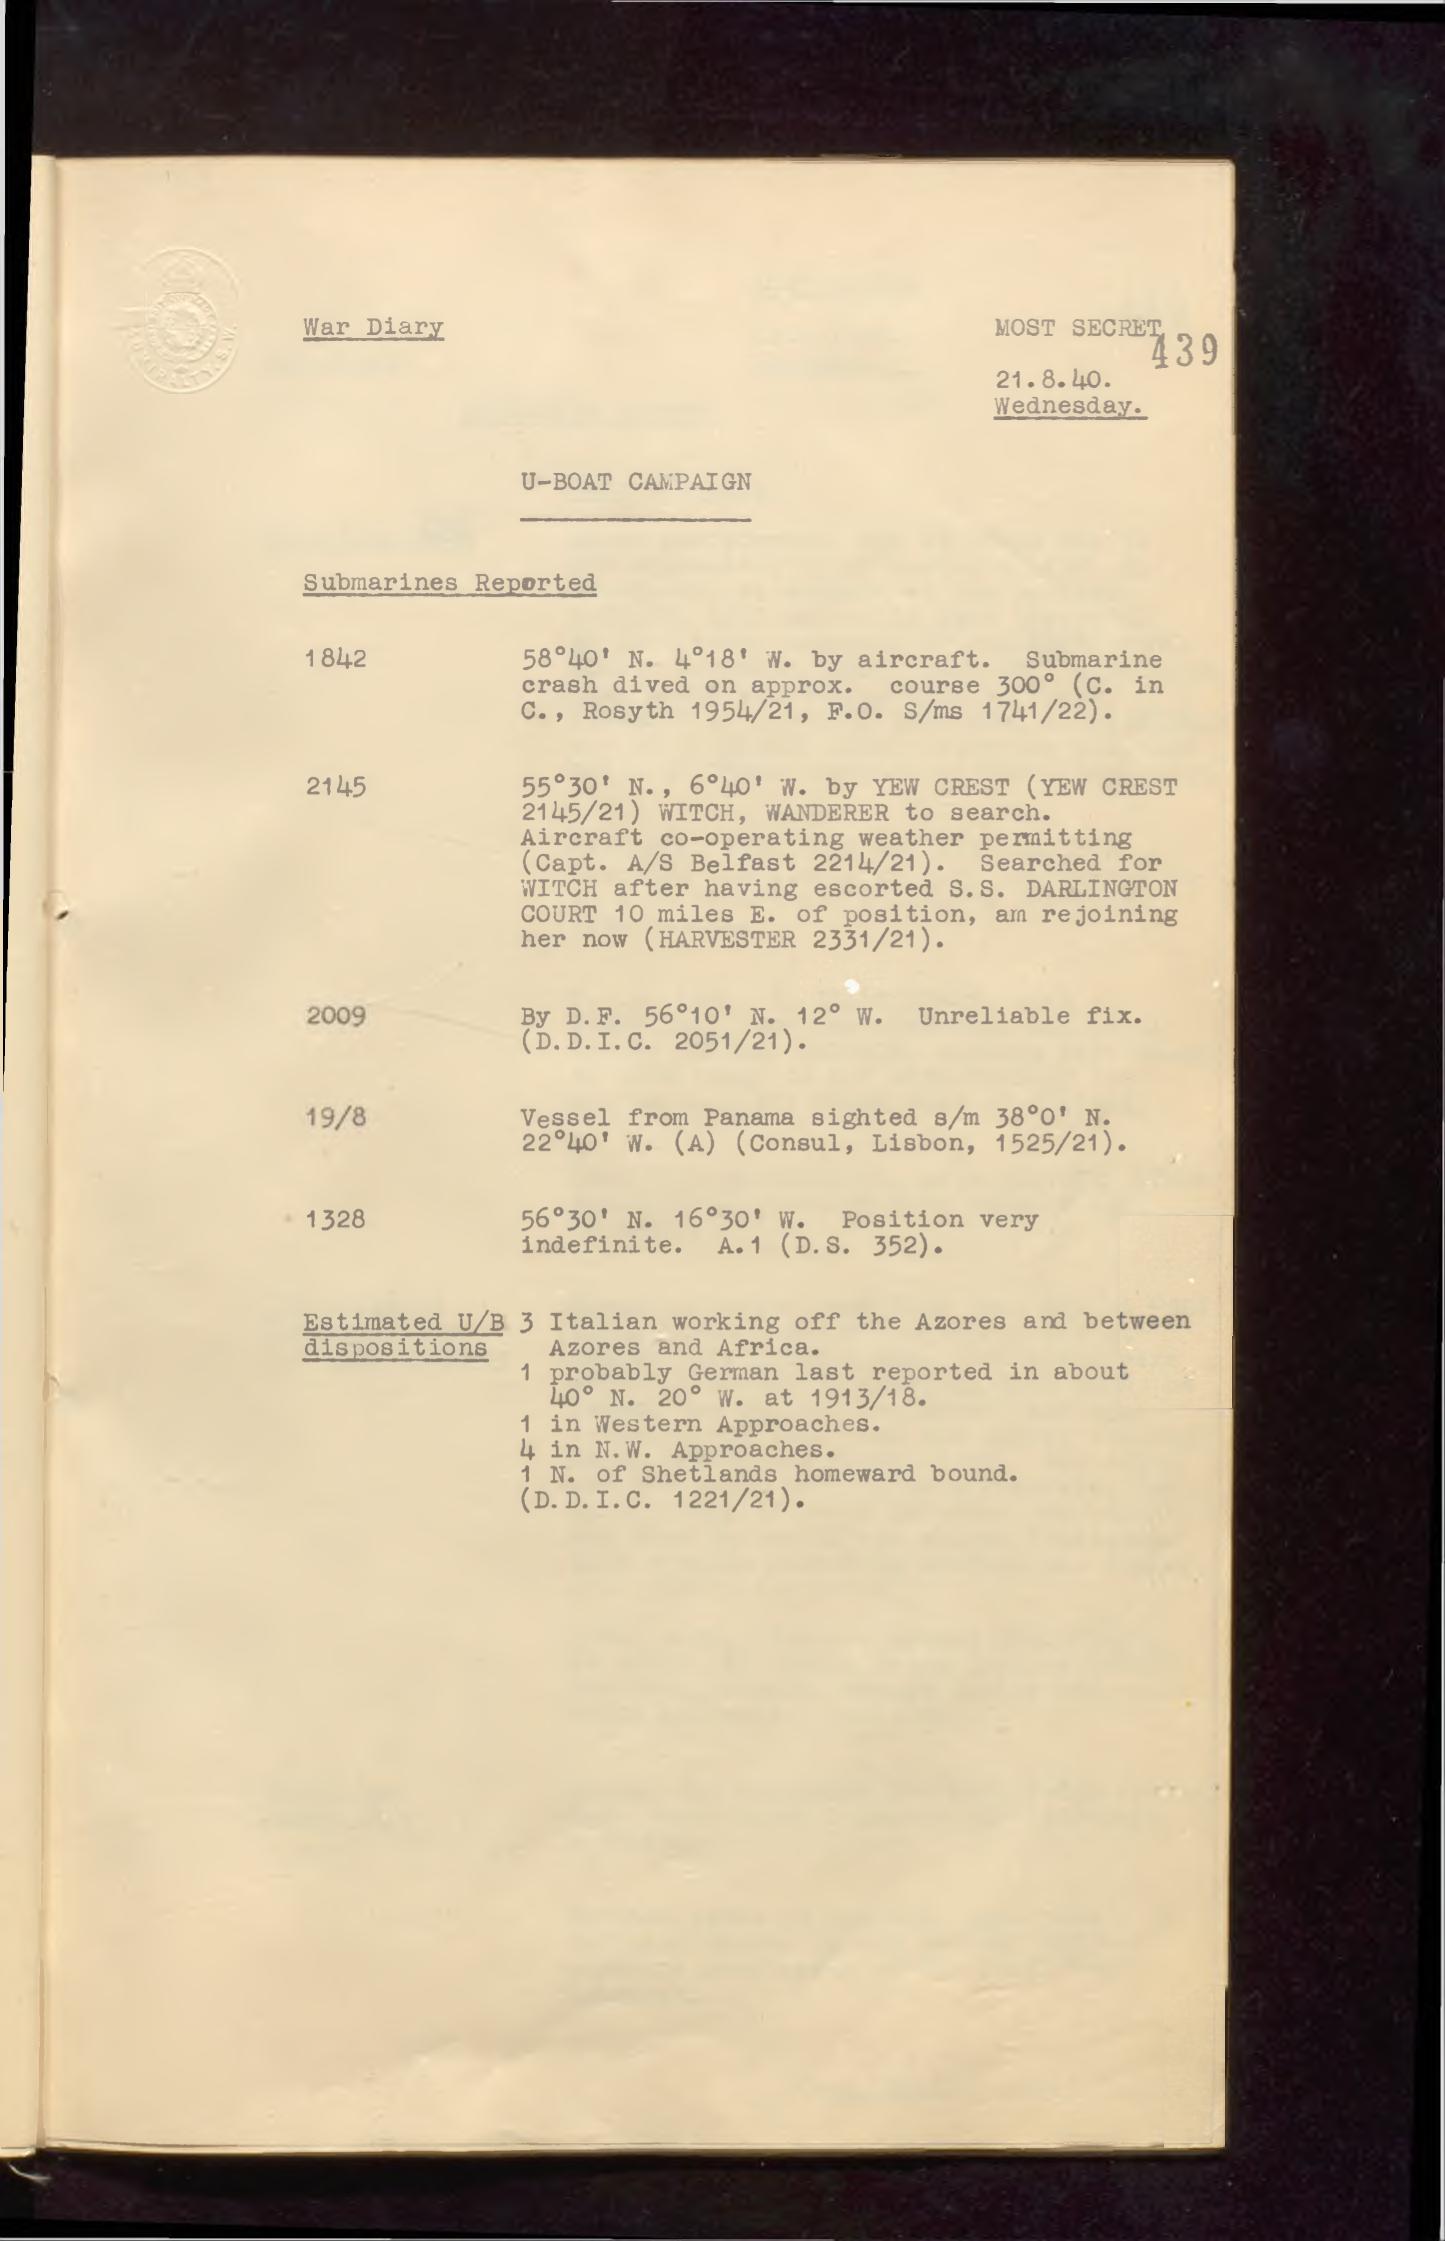 War Diary
MOST SECRET
439
21.8.40.
Wednesday.
U-BOAT CAMPAIGN
Submarines Reported
1842 58°40' N. 4°18' W. by aircraft. Submarine
crash dived on approx. course 300° (C. in
C., Rosyth 1954/21, F.O. S/ms 1741/22).
2145 55°30' N., 6°40' W. by YEW CREST (YEW CREST
2145/21) WITCH, WANDERER to search.
Aircraft co-operating weather permitting
(Capt. A/S Belfast 2214/21). Searched for
WITCH after having escorted S.S. DARLINGTON
COURT 10 miles E. of position, am rejoining
her now (HARVESTER 2331/21).
2009 By D.F. 56°10' N. 12° W. Unreliable fix.
(D.D.I.C. 2051/21).
19/8 Vessel from Panama sighted s/m 38°0' N.
22°40' W. (A) (Consul, Lisbon, 1525/21).
1328 56°30' N. 16°30' W. Position very
indefinite. A.1 (D.S. 352).
Estimated U/B 3 Italian working off the Azores and between
dispositions Azores and Africa.
1 probably German last reported in about
40° N. 20° W. at 1913/18.
1 in Western Approaches.
4 in N.W. Approaches.
1 N. of Shetlands homeward bound.
(D.D.I.C. 1221/21).